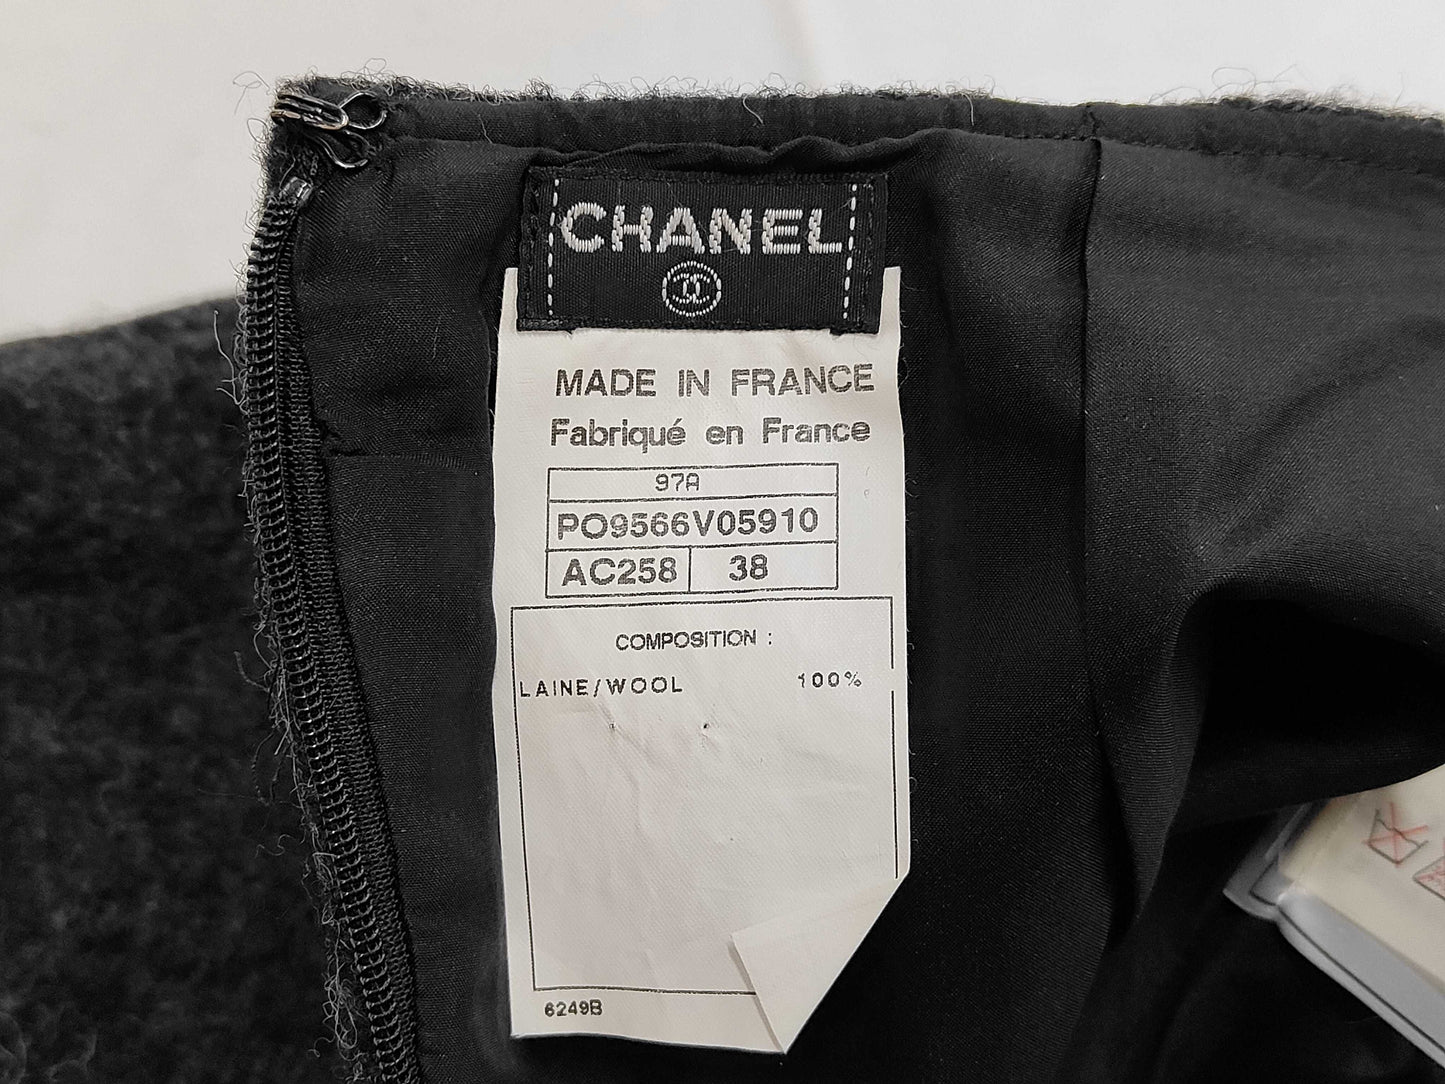 CHANEL
MADE IN FRANCE
Fabriqué en France
97A
PO9566V05910
AC258 38
COMPOSITION :
LAINE/WOOL 100%
6249B